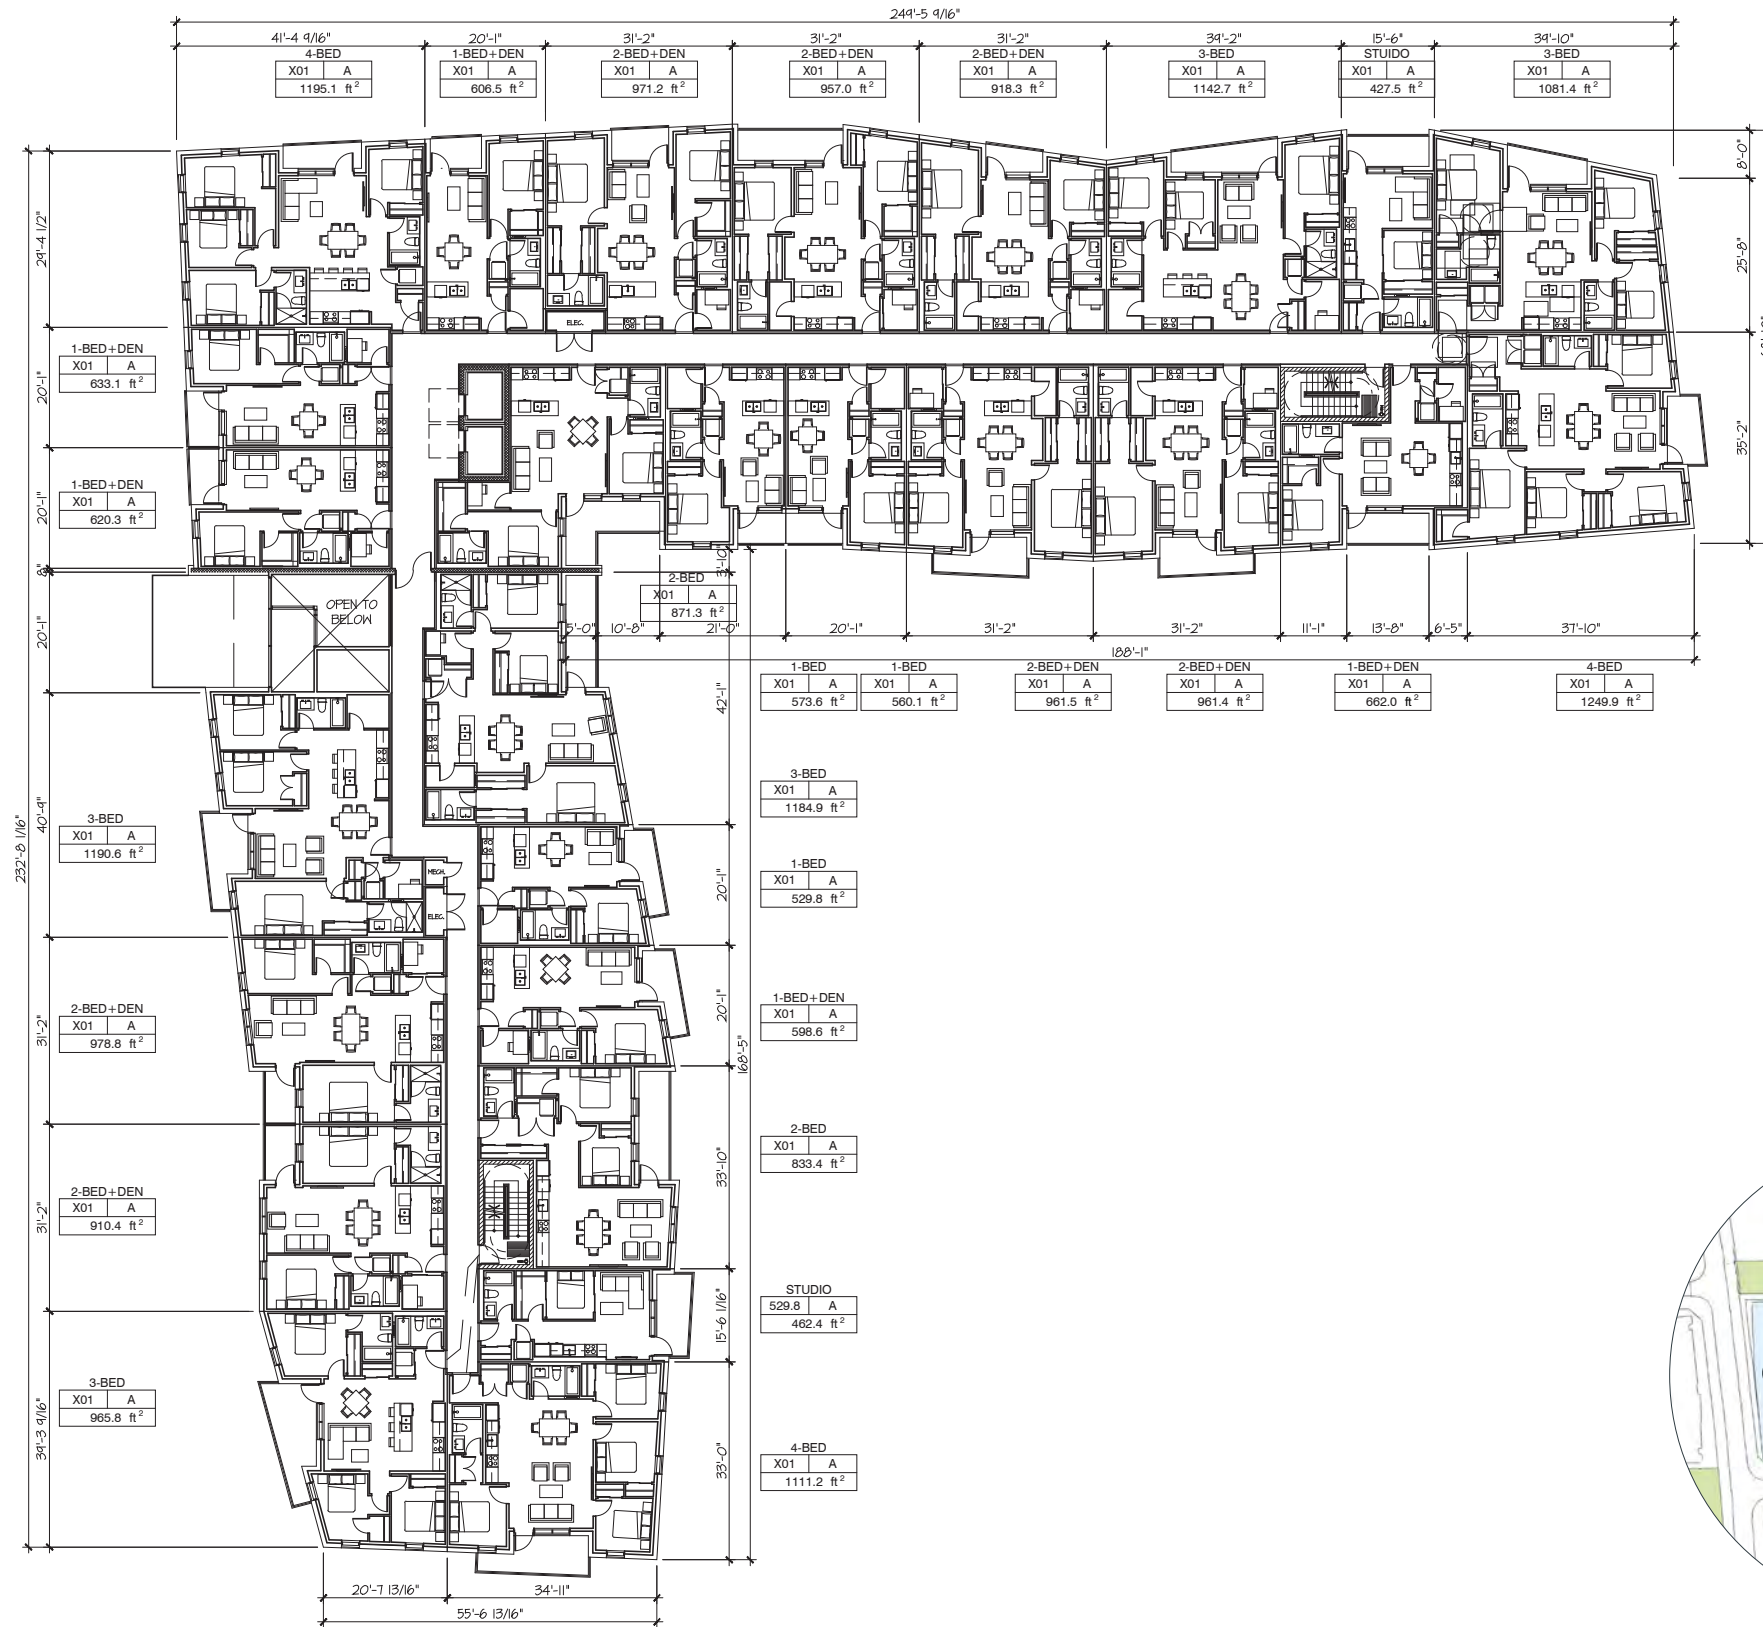 249'-5 9/16"
41'-4 9/16" 20'-1" 31'-2" 31'-2" 31'-2" 39'-2" 15'-6" 39'-10"
4-BED 1-BED+DEN 2-BED+DEN 2-BED+DEN 2-BED+DEN 3-BED STUIDO 3-BED
X01 A X01 A X01 A X01 A X01 A X01 A X01 A X01 A
1195.1 ft² 606.5 ft² 971.2 ft² 957.0 ft² 918.3 ft² 1142.7 ft² 427.5 ft² 1081.4 ft²
8'-0"
29'-4 1/2"
25'-8"
ELEC.
1-BED+DEN
X01 A
633.1 ft²
20'-1"
35'-2"
1-BED+DEN
X01 A
620.3 ft²
20'-1"
8"
3'-10"
OPEN TO
BELOW
20'-1"
2-BED
X01 A
871.3 ft²
5'-0" 10'-8" 21'-0" 20'-1" 31'-2" 31'-2" 11'-1" 13'-8" 6'-5" 37'-10"
188'-1"
1-BED 1-BED 2-BED+DEN 2-BED+DEN 1-BED+DEN 4-BED
X01 A X01 A X01 A X01 A X01 A X01 A
573.6 ft² 560.1 ft² 961.5 ft² 961.4 ft² 662.0 ft² 1249.9 ft²
42'-1"
3-BED
X01 A
1184.9 ft²
232'-8 1/16"
40'-9"
3-BED
X01 A
1190.6 ft²
MECH.
ELEC.
20'-1"
1-BED
X01 A
529.8 ft²
2-BED+DEN
X01 A
978.8 ft²
31'-2"
20'-1"
168'-5"
1-BED+DEN
X01 A
598.6 ft²
33'-10"
2-BED
X01 A
833.4 ft²
2-BED+DEN
X01 A
910.4 ft²
31'-2"
15'-6 1/16"
STUDIO
529.8 A
462.4 ft²
3-BED
X01 A
965.8 ft²
39'-3 9/16"
33'-0"
4-BED
X01 A
1111.2 ft²
20'-7 13/16" 34'-11"
55'-6 13/16"